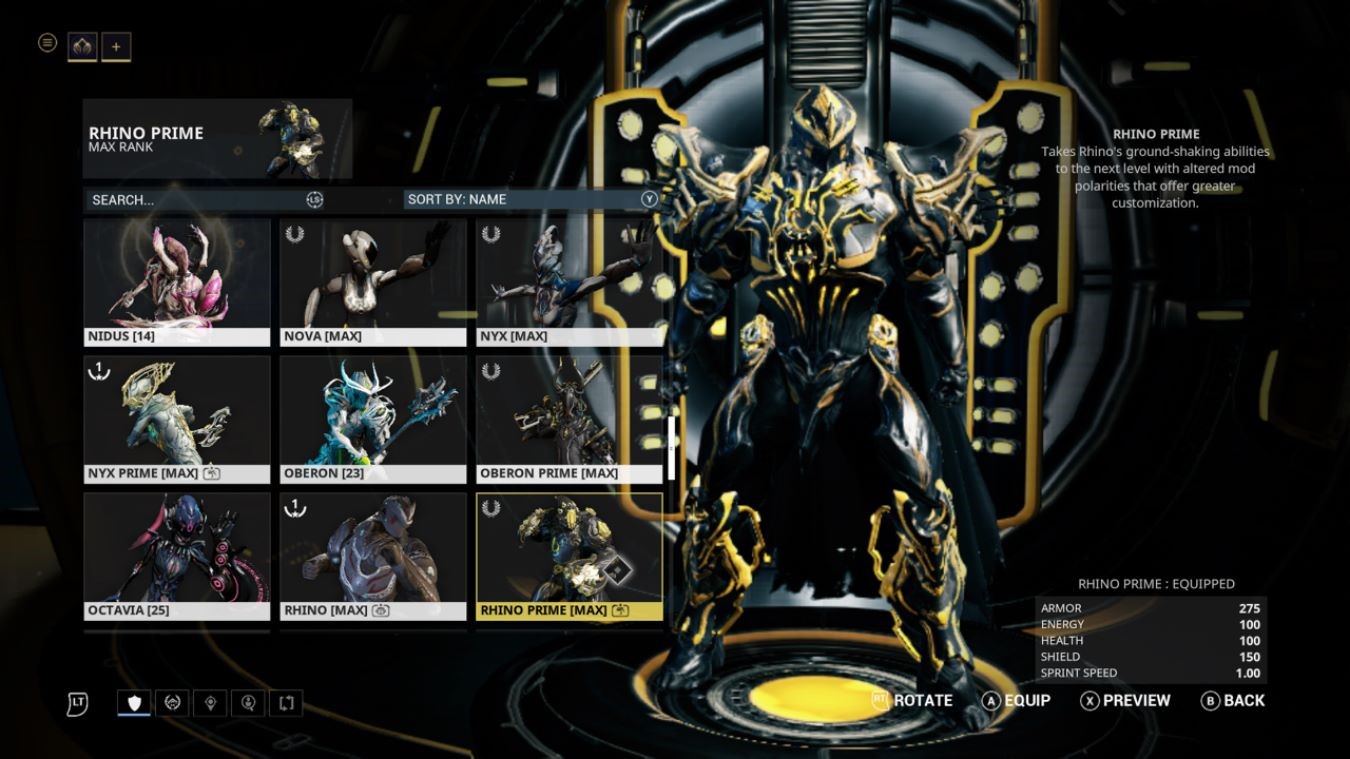 +
RHINO PRIME
MAX RANK
SEARCH...
LS
SORT BY: NAME
Y
NIDUS [14]
NOVA [MAX]
NYX [MAX]
1
NYX PRIME [MAX]
OBERON [23]
OBERON PRIME [MAX]
OCTAVIA [25]
1
RHINO [MAX]
RHINO PRIME [MAX]
RHINO PRIME
Takes Rhino's ground-shaking abilities
to the next level with altered mod
polarities that offer greater
customization.
RHINO PRIME : EQUIPPED
ARMOR 275
ENERGY 100
HEALTH 100
SHIELD 150
SPRINT SPEED 1.00
LT
RT ROTATE
A EQUIP
X PREVIEW
B BACK